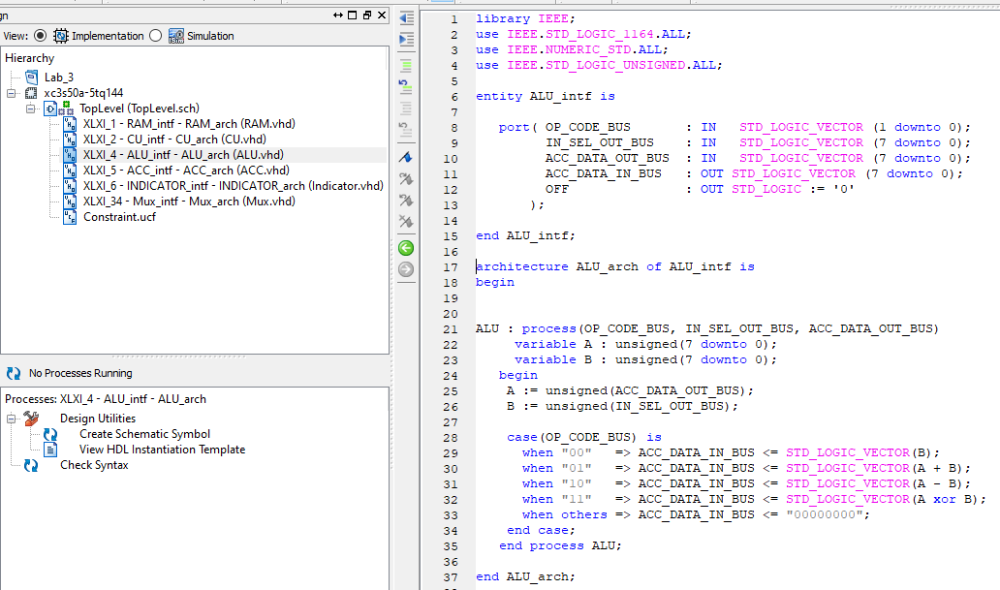 gn
View: Implementation Simulation
Hierarchy
Lab_3
xc3s50a-5tq144
TopLevel (TopLevel.sch)
XLXI_1 - RAM_intf - RAM_arch (RAM.vhd)
XLXI_2 - CU_intf - CU_arch (CU.vhd)
XLXI_4 - ALU_intf - ALU_arch (ALU.vhd)
XLXI_5 - ACC_intf - ACC_arch (ACC.vhd)
XLXI_6 - INDICATOR_intf - INDICATOR_arch (Indicator.vhd)
XLXI_34 - Mux_intf - Mux_arch (Mux.vhd)
Constraint.ucf
No Processes Running
Processes: XLXI_4 - ALU_intf - ALU_arch
Design Utilities
Create Schematic Symbol
View HDL Instantiation Template
Check Syntax
1 library IEEE;
2 use IEEE.STD_LOGIC_1164.ALL;
3 use IEEE.NUMERIC_STD.ALL;
4 use IEEE.STD_LOGIC_UNSIGNED.ALL;
5
6 entity ALU_intf is
7
8 port( OP_CODE_BUS : IN STD_LOGIC_VECTOR (1 downto 0);
9 IN_SEL_OUT_BUS : IN STD_LOGIC_VECTOR (7 downto 0);
10 ACC_DATA_OUT_BUS : IN STD_LOGIC_VECTOR (7 downto 0);
11 ACC_DATA_IN_BUS : OUT STD_LOGIC_VECTOR (7 downto 0);
12 OFF : OUT STD_LOGIC := '0'
13 );
14
15 end ALU_intf;
16
17 architecture ALU_arch of ALU_intf is
18 begin
19
20
21 ALU : process(OP_CODE_BUS, IN_SEL_OUT_BUS, ACC_DATA_OUT_BUS)
22 variable A : unsigned(7 downto 0);
23 variable B : unsigned(7 downto 0);
24 begin
25 A := unsigned(ACC_DATA_OUT_BUS);
26 B := unsigned(IN_SEL_OUT_BUS);
27
28 case(OP_CODE_BUS) is
29 when "00" => ACC_DATA_IN_BUS <= STD_LOGIC_VECTOR(B);
30 when "01" => ACC_DATA_IN_BUS <= STD_LOGIC_VECTOR(A + B);
31 when "10" => ACC_DATA_IN_BUS <= STD_LOGIC_VECTOR(A - B);
32 when "11" => ACC_DATA_IN_BUS <= STD_LOGIC_VECTOR(A xor B);
33 when others => ACC_DATA_IN_BUS <= "00000000";
34 end case;
35 end process ALU;
36
37 end ALU_arch;